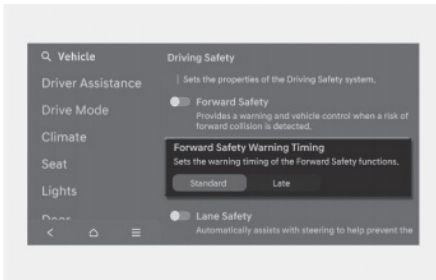 Vehicle
Driver Assistance
Drive Mode
Climate
Seat
Lights
Door
Driving Safety
Sets the properties of the Driving Safety system.
Forward Safety
Provides a warning and vehicle control when a risk of
forward collision is detected.
Forward Safety Warning Timing
Sets the warning timing of the Forward Safety functions.
Standard Late
Lane Safety
Automatically assists with steering to help prevent the